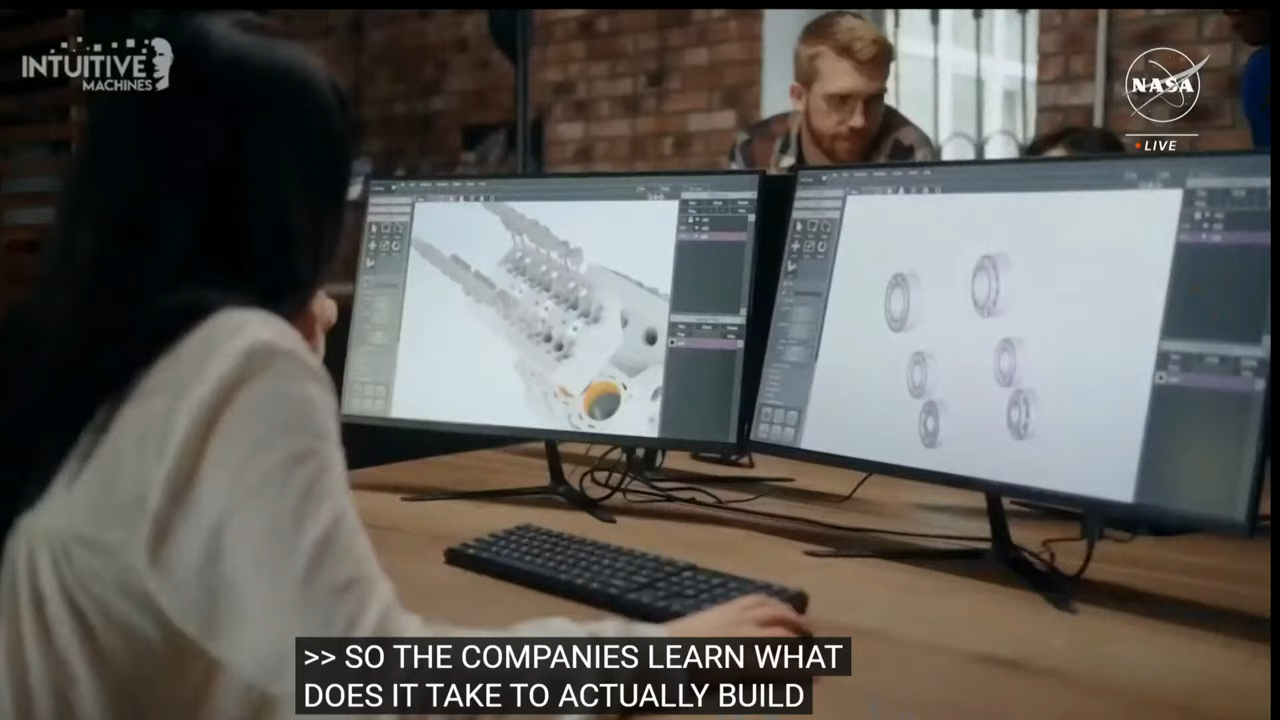 INTUITIVE
MACHINES
NASA
LIVE
>> SO THE COMPANIES LEARN WHAT
DOES IT TAKE TO ACTUALLY BUILD